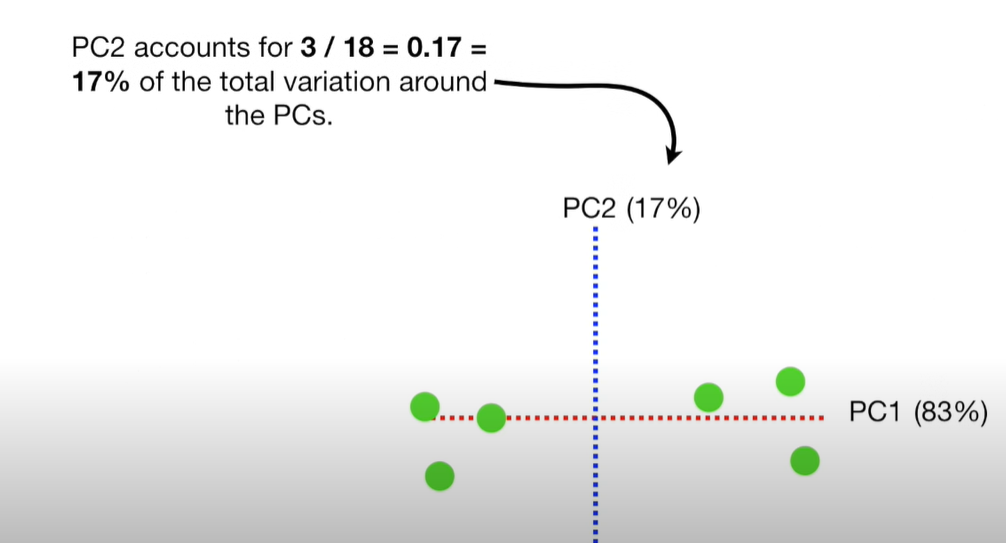 PC2 accounts for 3 / 18 = 0.17 =
17% of the total variation around
the PCs.
PC2 (17%)
PC1 (83%)